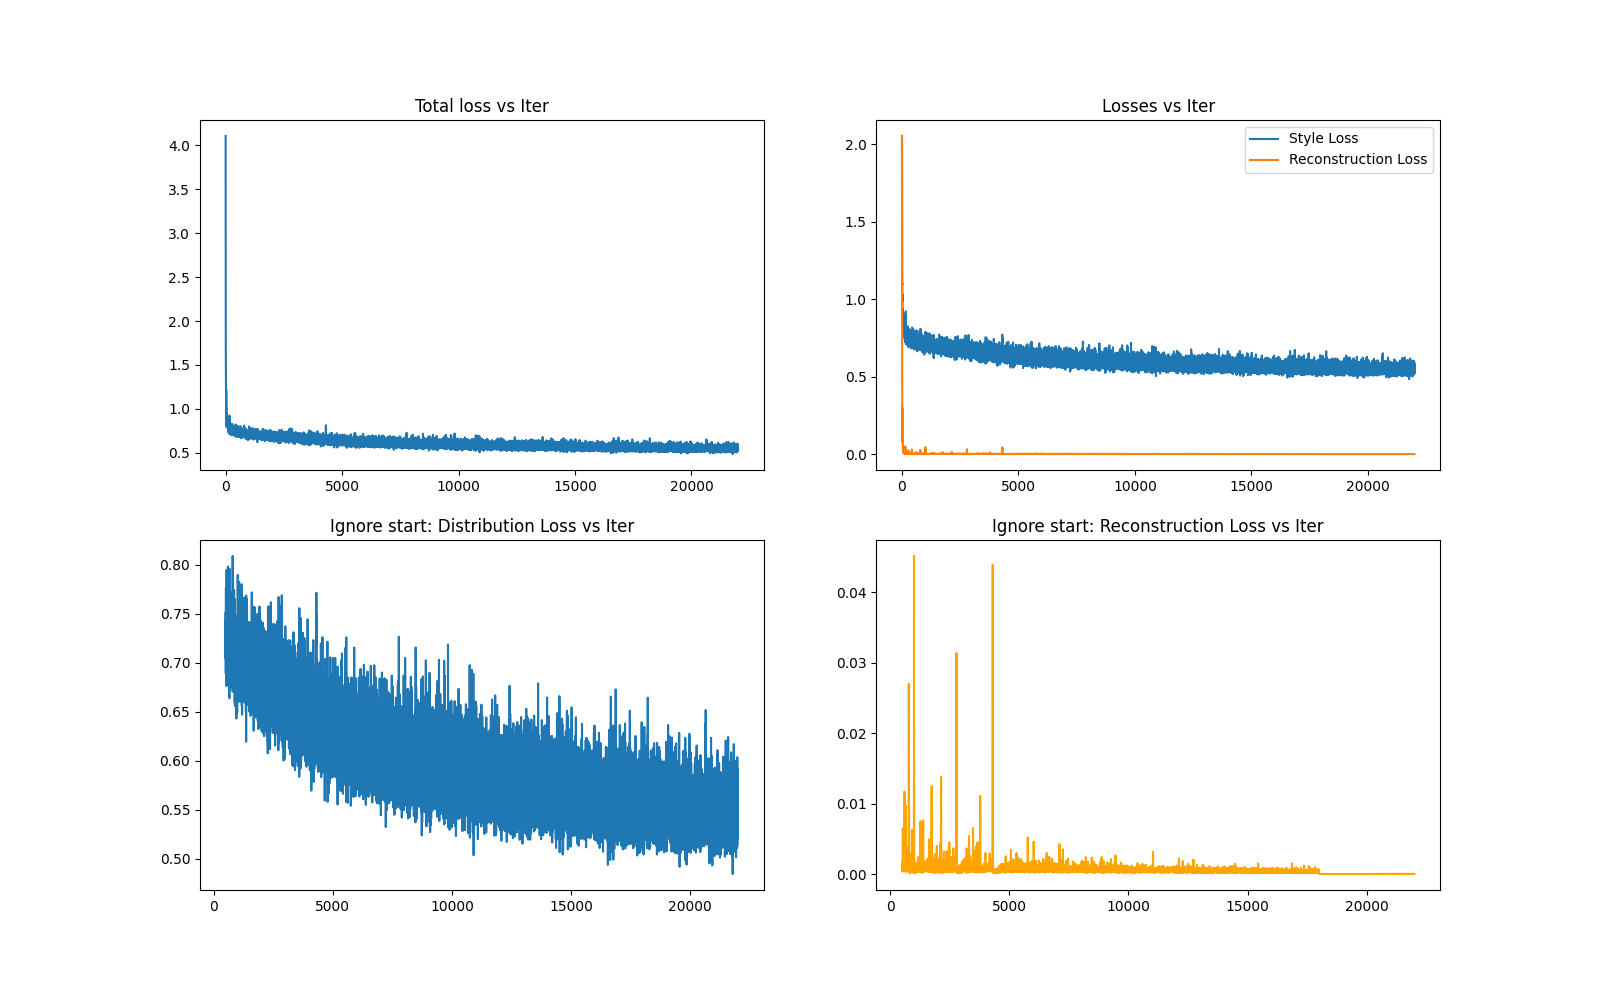 Total loss vs Iter
4.0
3.5
3.0
2.5
2.0
1.5
1.0
0.5
0 5000 10000 15000 20000
Losses vs Iter
Style Loss
Reconstruction Loss
2.0
1.5
1.0
0.5
0.0
0 5000 10000 15000 20000
Ignore start: Distribution Loss vs Iter
0.80
0.75
0.70
0.65
0.60
0.55
0.50
0 5000 10000 15000 20000
Ignore start: Reconstruction Loss vs Iter
0.04
0.03
0.02
0.01
0.00
0 5000 10000 15000 20000